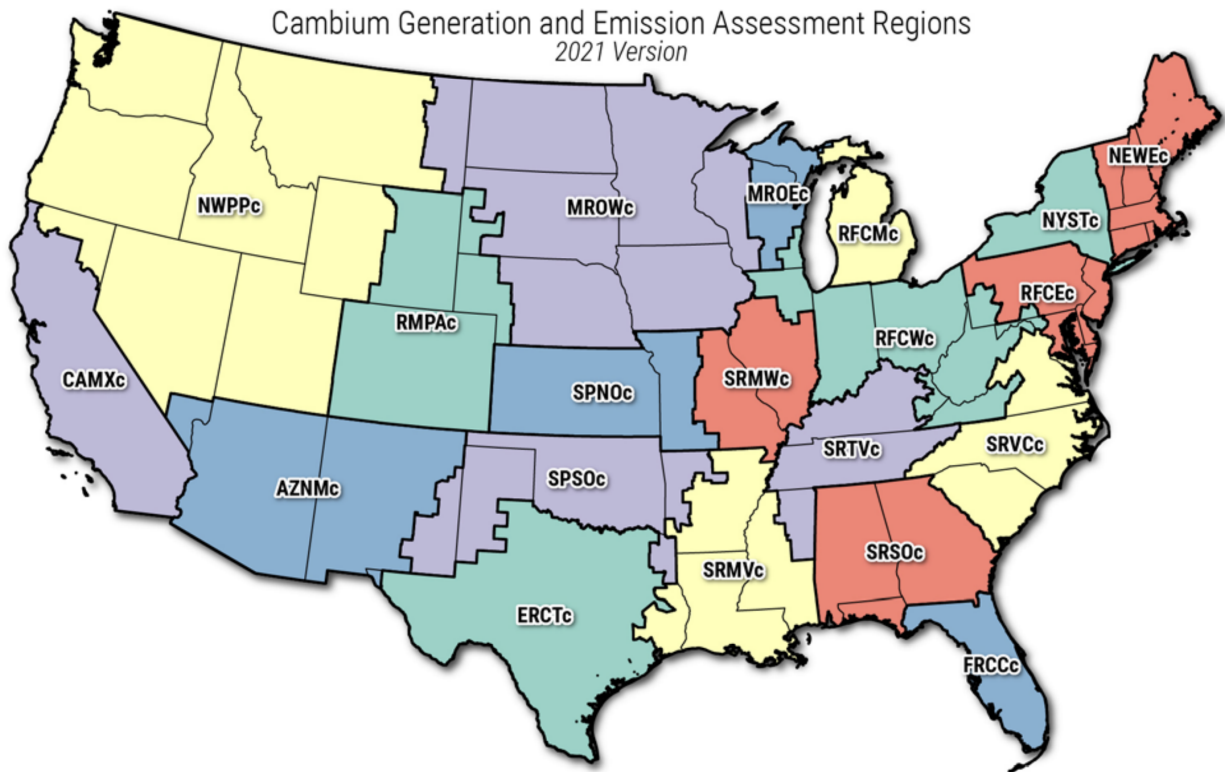 Cambium Generation and Emission Assessment Regions
2021 Version
NEWEc
NWPPc
MROWc
MROEc
RFCMc
NYSTc
RFCEc
RMPAc
RFCWc
CAMXc
SPNOc
SRMWc
SRTVc
SRVCc
AZNMc
SPSOc
SRSOc
SRMVc
ERCTc
FRCCc